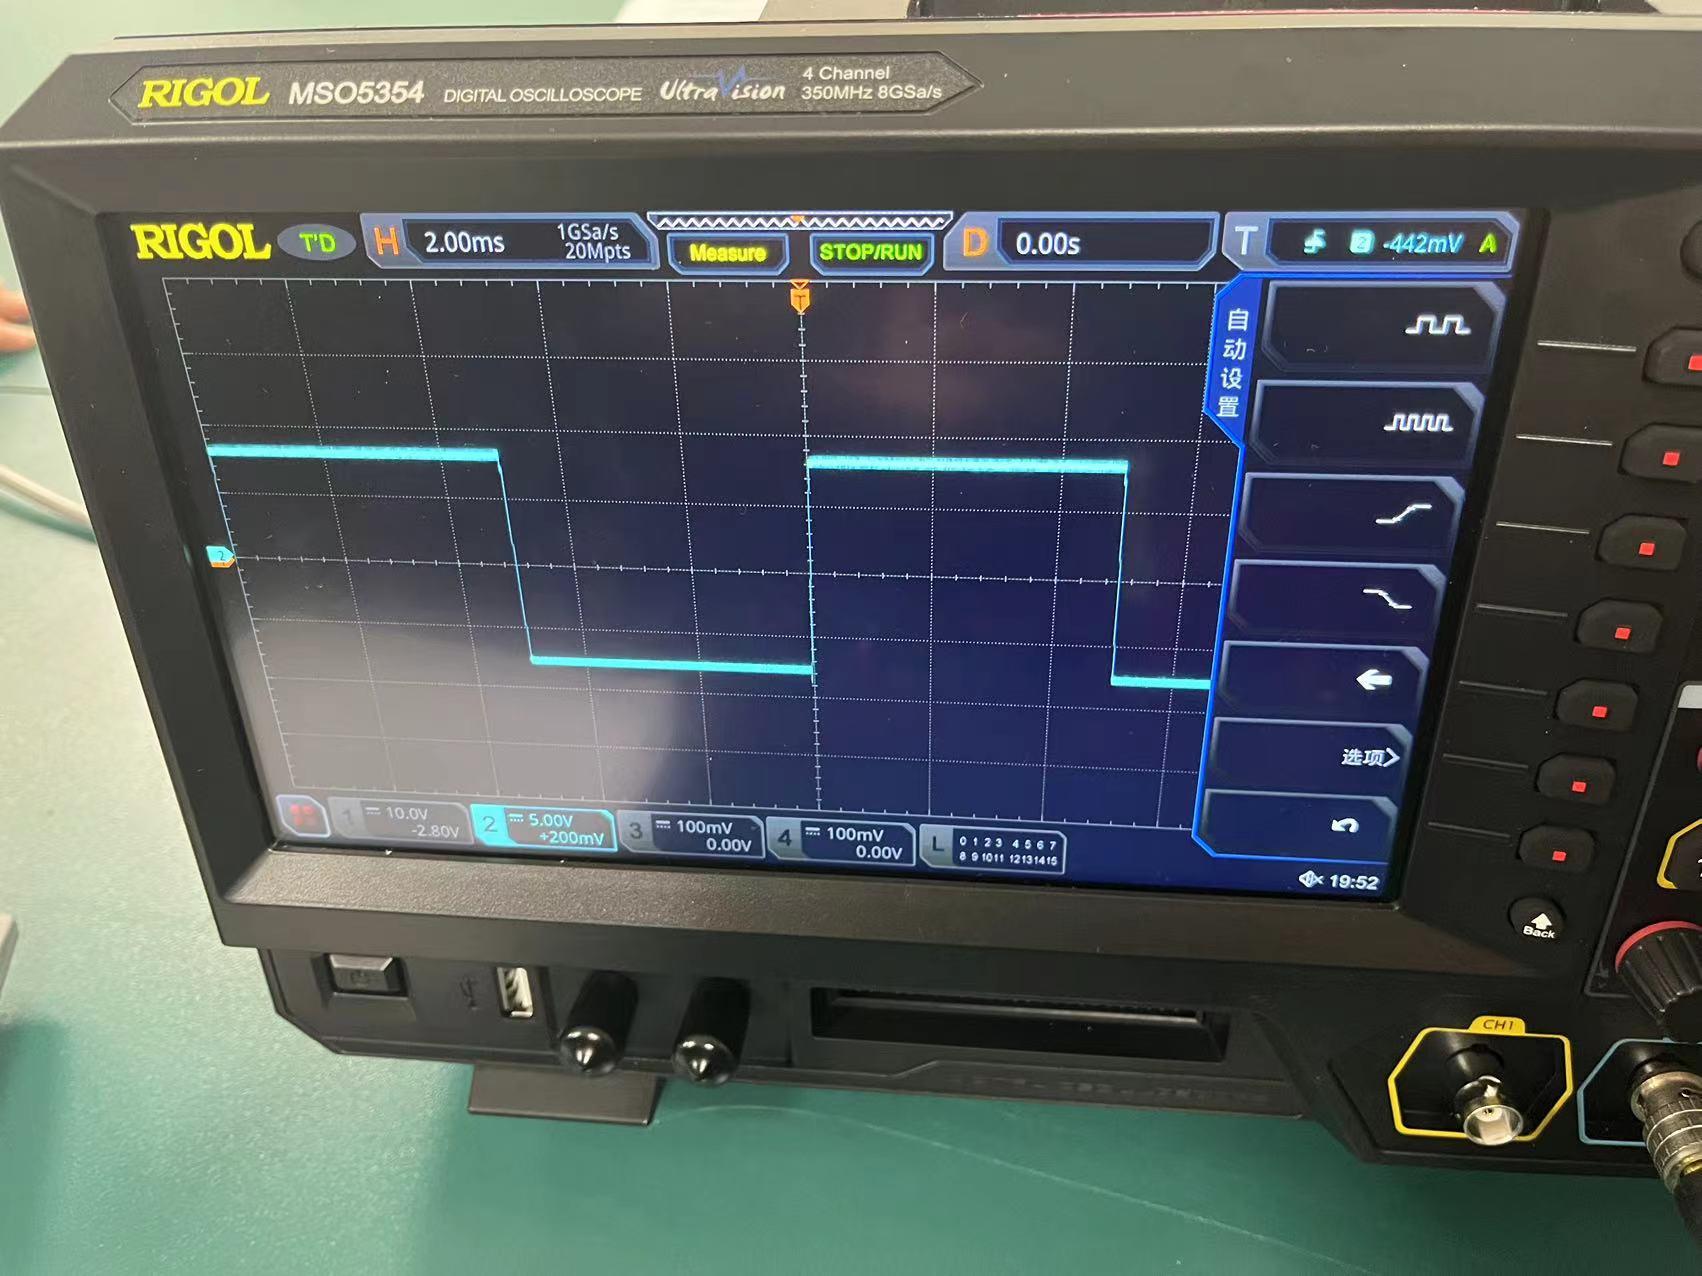 RIGOL MSO5354 DIGITAL OSCILLOSCOPE UltraVision 4 Channel
350MHz 8GSa/s
RIGOL T'D H 2.00ms 1GSa/s
20Mpts
Measure STOP/RUN D 0.00s T 2 -442mV A
T
自动设置
2
选项>
1 10.0V
-2.80V
2 5.00V
+200mV
3 100mV
0.00V
4 100mV
0.00V
L 0 1 2 3 4 5 6 7
8 9 10 11 12 13 14 15
19:52
Back
CH1